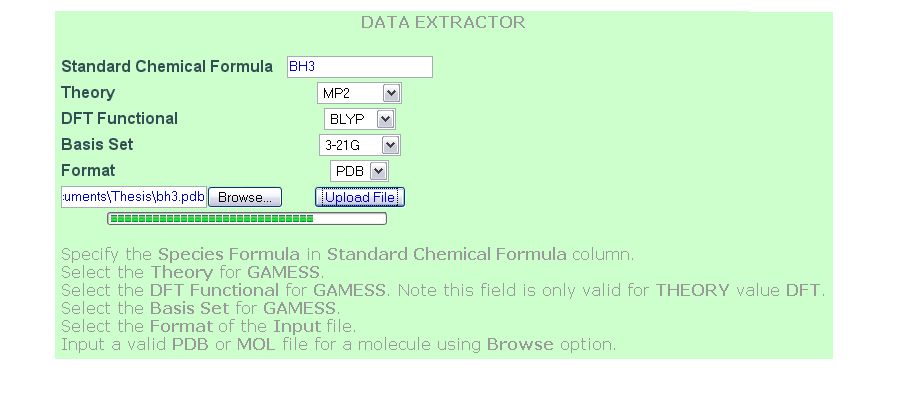 DATA EXTRACTOR
Standard Chemical Formula BH3
Theory MP2
DFT Functional BLYP
Basis Set 3-21G
Format PDB
uments\Thesis\bh3.pdb Browse... Upload File
Specify the Species Formula in Standard Chemical Formula column.
Select the Theory for GAMESS.
Select the DFT Functional for GAMESS. Note this field is only valid for THEORY value DFT.
Select the Basis Set for GAMESS.
Select the Format of the Input file.
Input a valid PDB or MOL file for a molecule using Browse option.